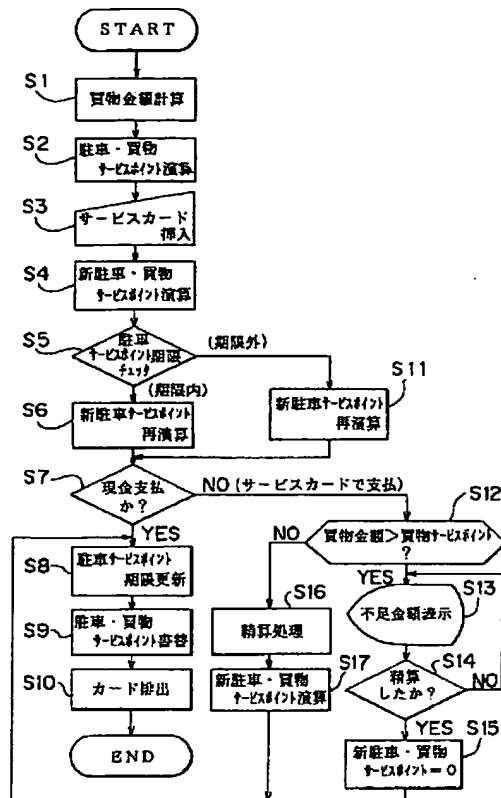 START
S1
買物金額計算
S2
駐車・買物
サービスポイント演算
S3
サービスカード
挿入
S4
新駐車・買物
サービスポイント演算
S5
駐車
サービスポイント期限
チェック
(期限外)
(期限内)
S6
新駐車サービスポイント
再演算
S11
新駐車サービスポイント
再演算
S7
現金支払
か?
NO(サービスカードで支払)
YES
S12
買物金額>買物サービスポイント
?
NO
YES
S8
駐車サービスポイント
期限更新
S13
不足金額表示
S16
精算処理
S9
駐車・買物
サービスポイント書替
S14
精算
したか?
NO
S17
新駐車・買物
サービスポイント演算
S10
カード排出
YES
S15
新駐車・買物
サービスポイント=0
END